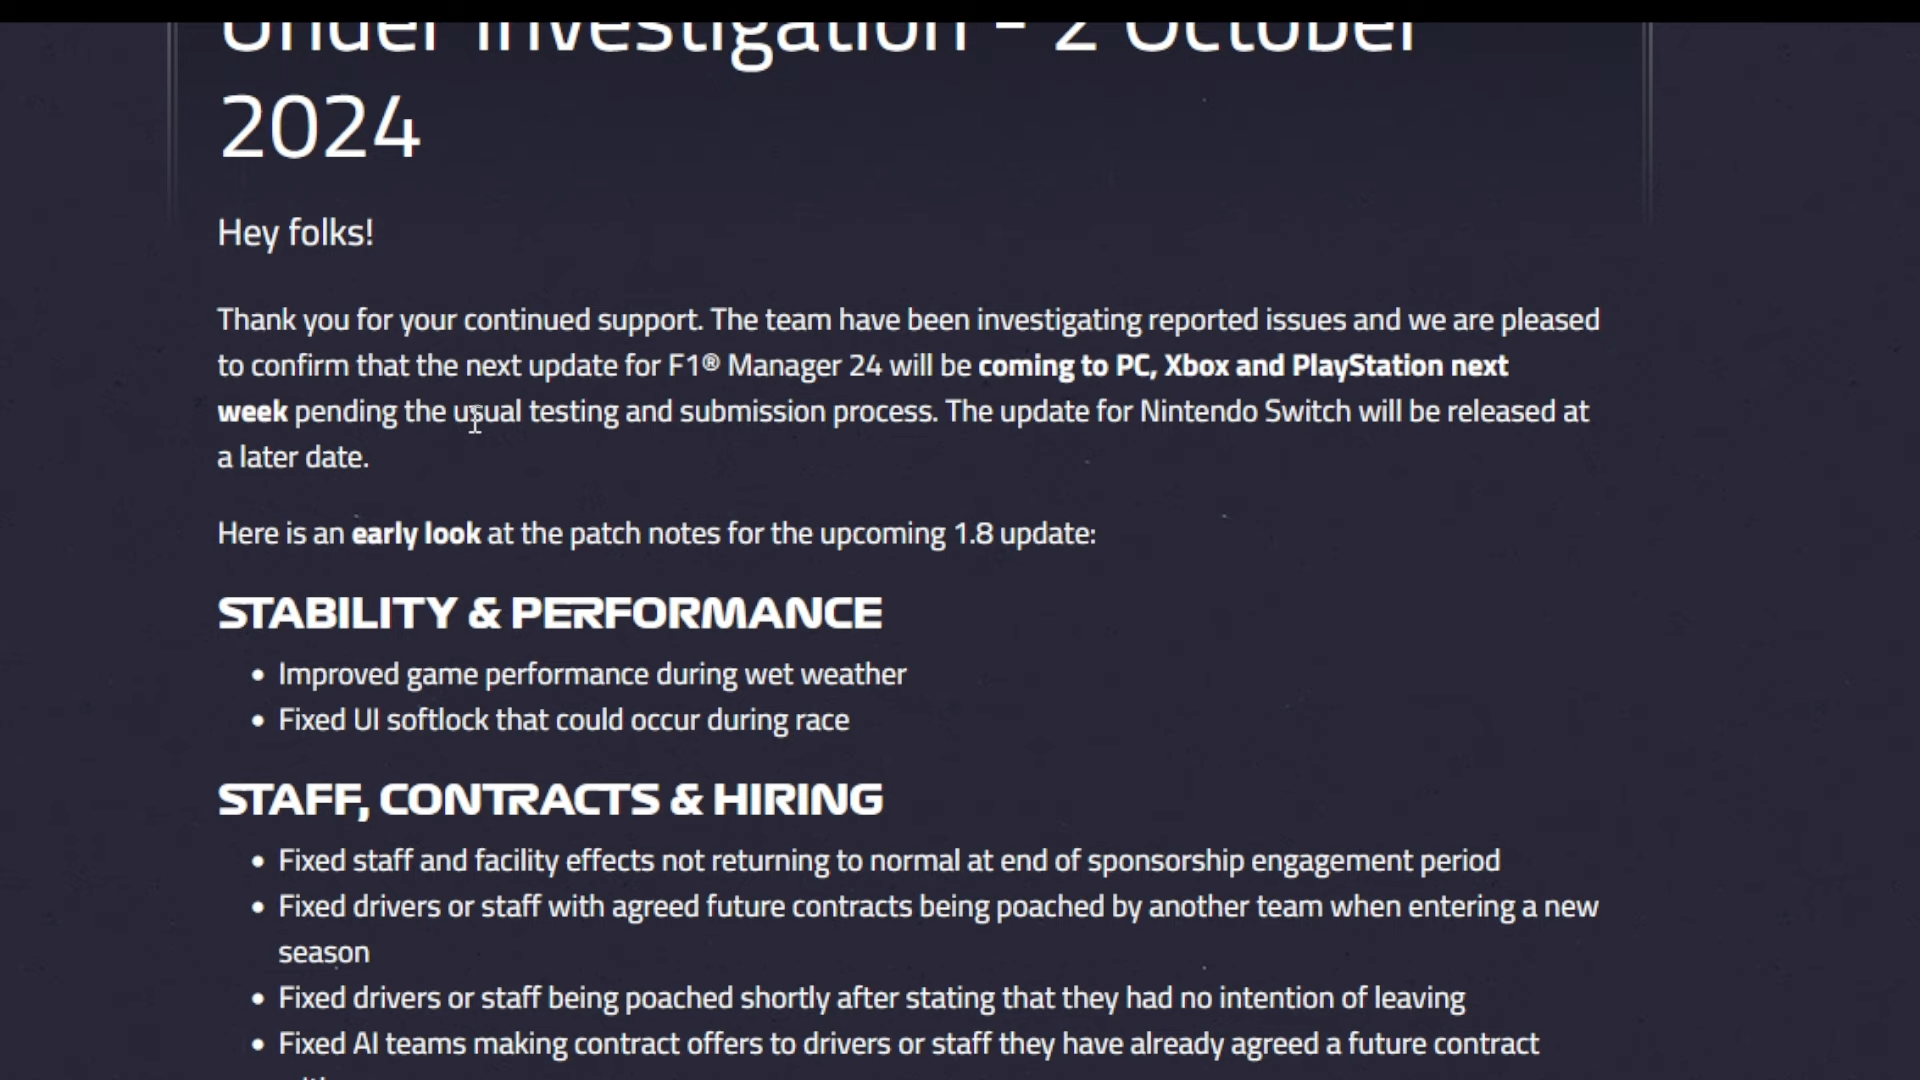 Under Investigation - 2 October
2024
Hey folks!
Thank you for your continued support. The team have been investigating reported issues and we are pleased
to confirm that the next update for F1® Manager 24 will be coming to PC, Xbox and PlayStation next
week pending the usual testing and submission process. The update for Nintendo Switch will be released at
a later date.
Here is an early look at the patch notes for the upcoming 1.8 update:
STABILITY & PERFORMANCE
• Improved game performance during wet weather
• Fixed UI softlock that could occur during race
STAFF, CONTRACTS & HIRING
• Fixed staff and facility effects not returning to normal at end of sponsorship engagement period
• Fixed drivers or staff with agreed future contracts being poached by another team when entering a new
season
• Fixed drivers or staff being poached shortly after stating that they had no intention of leaving
• Fixed AI teams making contract offers to drivers or staff they have already agreed a future contract